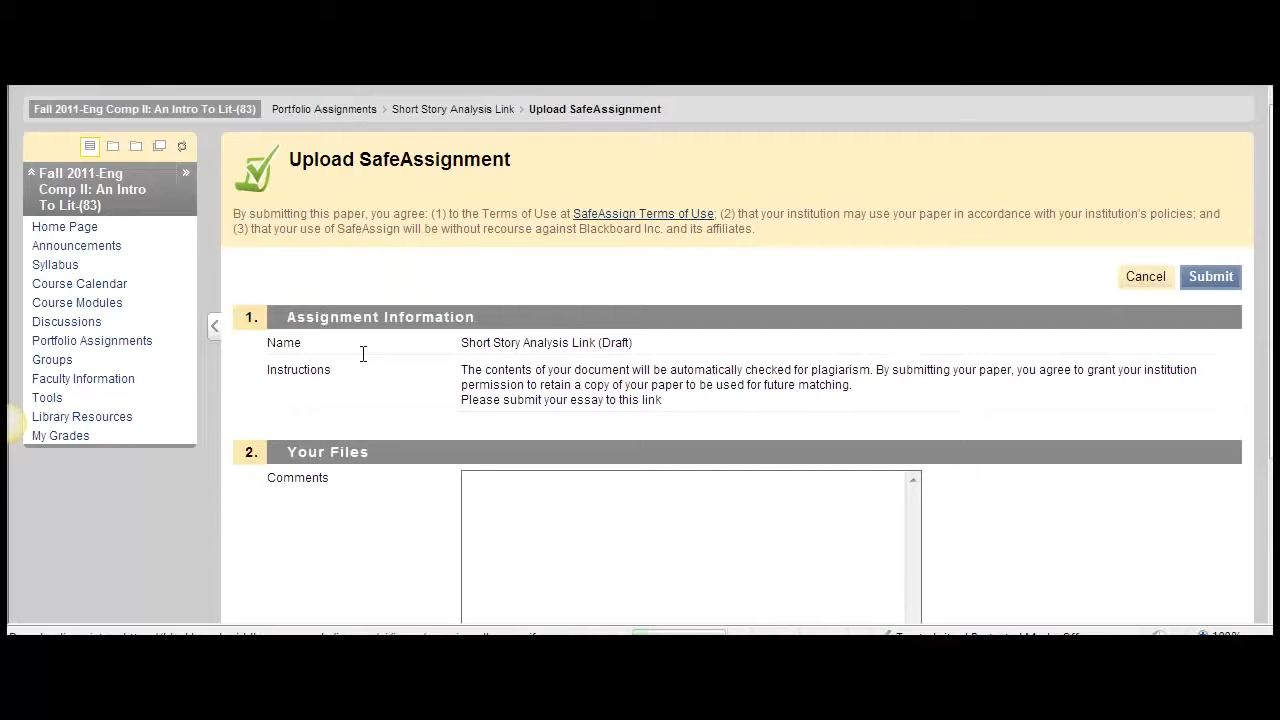 Fall 2011-Eng Comp II: An Intro To Lit-(83) Portfolio Assignments Short Story Analysis Link Upload SafeAssignment
Fall 2011-Eng
Comp II: An Intro
To Lit-(83)
Home Page
Announcements
Syllabus
Course Calendar
Course Modules
Discussions
Portfolio Assignments
Groups
Faculty Information
Tools
Library Resources
My Grades
Upload SafeAssignment
By submitting this paper, you agree: (1) to the Terms of Use at SafeAssign Terms of Use; (2) that your institution may use your paper in accordance with your institution's policies; and
(3) that your use of SafeAssign will be without recourse against Blackboard Inc. and its affiliates.
Cancel Submit
1. Assignment Information
Name Short Story Analysis Link (Draft)
Instructions The contents of your document will be automatically checked for plagiarism. By submitting your paper, you agree to grant your institution
permission to retain a copy of your paper to be used for future matching.
Please submit your essay to this link
2. Your Files
Comments